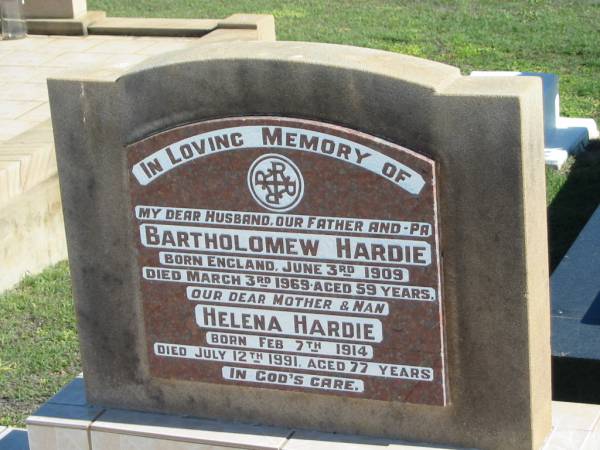 IN LOVING MEMORY OF
MY DEAR HUSBAND, OUR FATHER AND-PA
BARTHOLOMEW HARDIE
BORN ENGLAND, JUNE 3RD 1909
DIED MARCH 3RD 1969-AGED 59 YEARS.
OUR DEAR MOTHER & NAN
HELENA HARDIE
BORN FEB 7TH 1914
DIED JULY 12TH 1991. AGED 77 YEARS
IN GOD'S CARE.